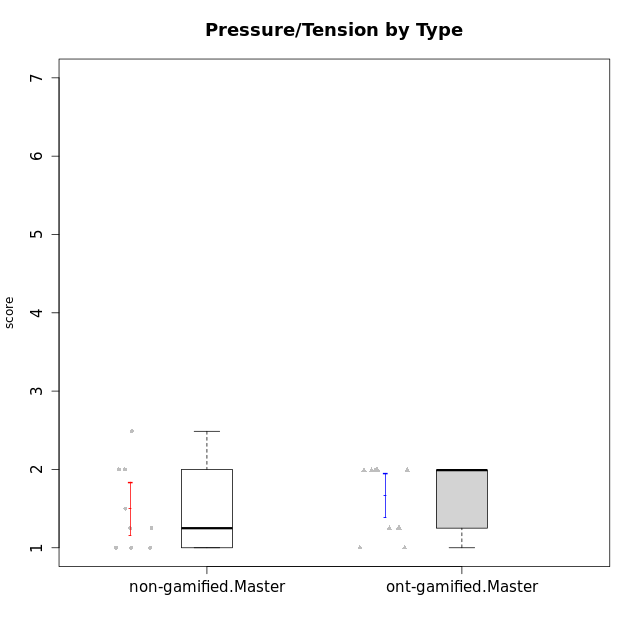 Pressure/Tension by Type
7
6
5
4
3
2
1
score
non-gamified.Master
ont-gamified.Master